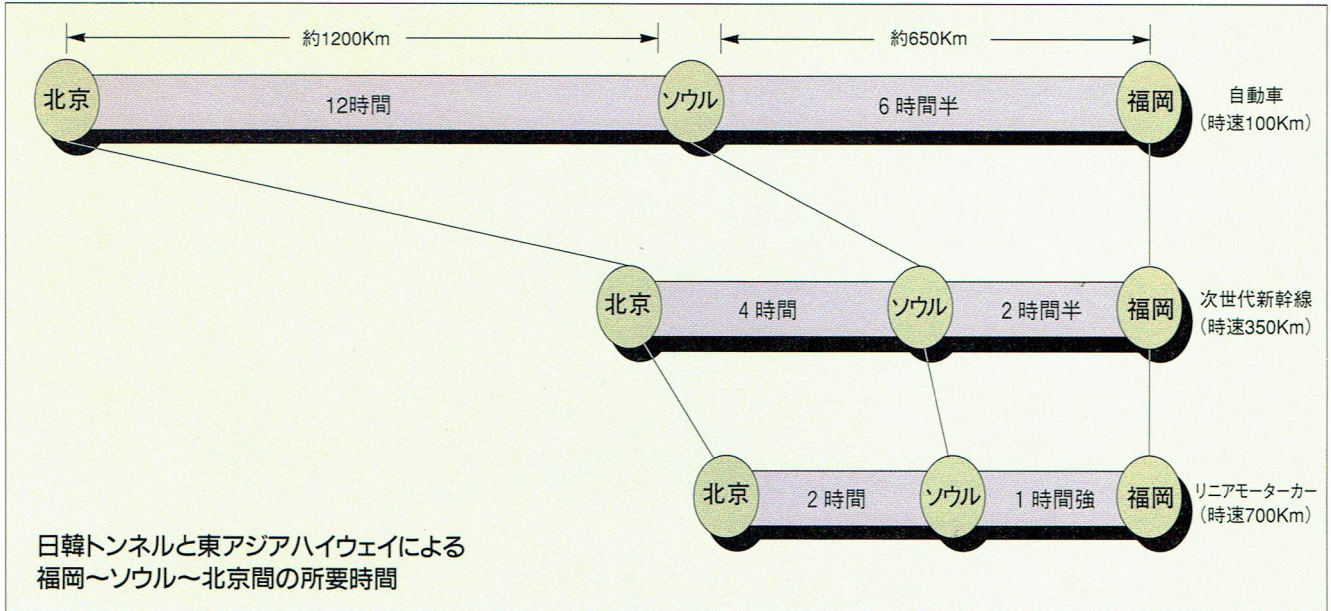 約1200Km
約650Km
北京
12時間
ソウル
6時間半
福岡
自動車
（時速100Km）
北京
4時間
ソウル
2時間半
福岡
次世代新幹線
（時速350Km）
北京
2時間
ソウル
1時間強
福岡
リニアモーターカー
（時速700Km）
日韓トンネルと東アジアハイウェイによる
福岡～ソウル～北京間の所要時間